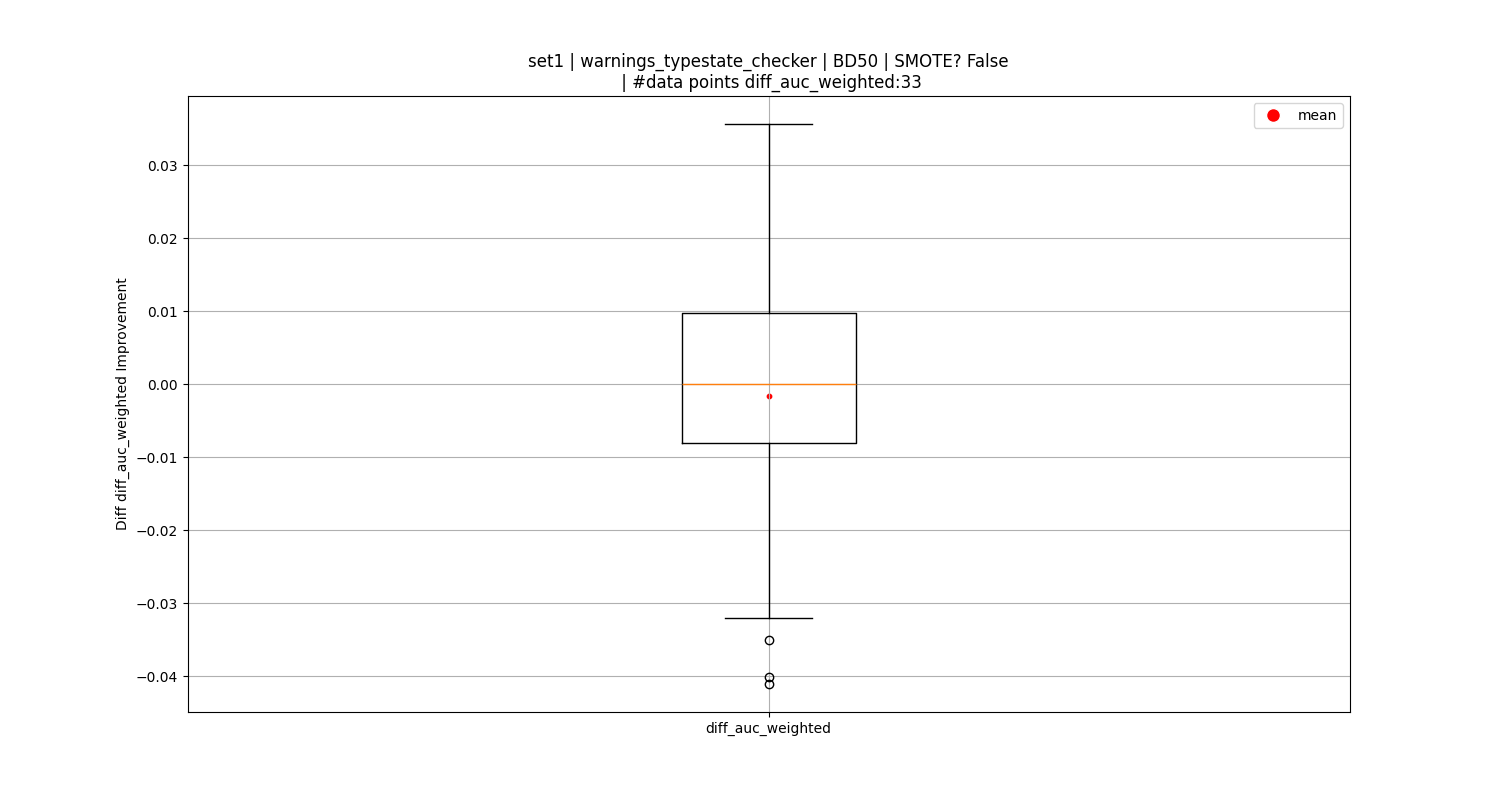 set1 | warnings_typestate_checker | BD50 | SMOTE? False
| #data points diff_auc_weighted:33
mean
0.03
0.02
0.01
0.00
−0.01
−0.02
−0.03
−0.04
Diff diff_auc_weighted Improvement
diff_auc_weighted